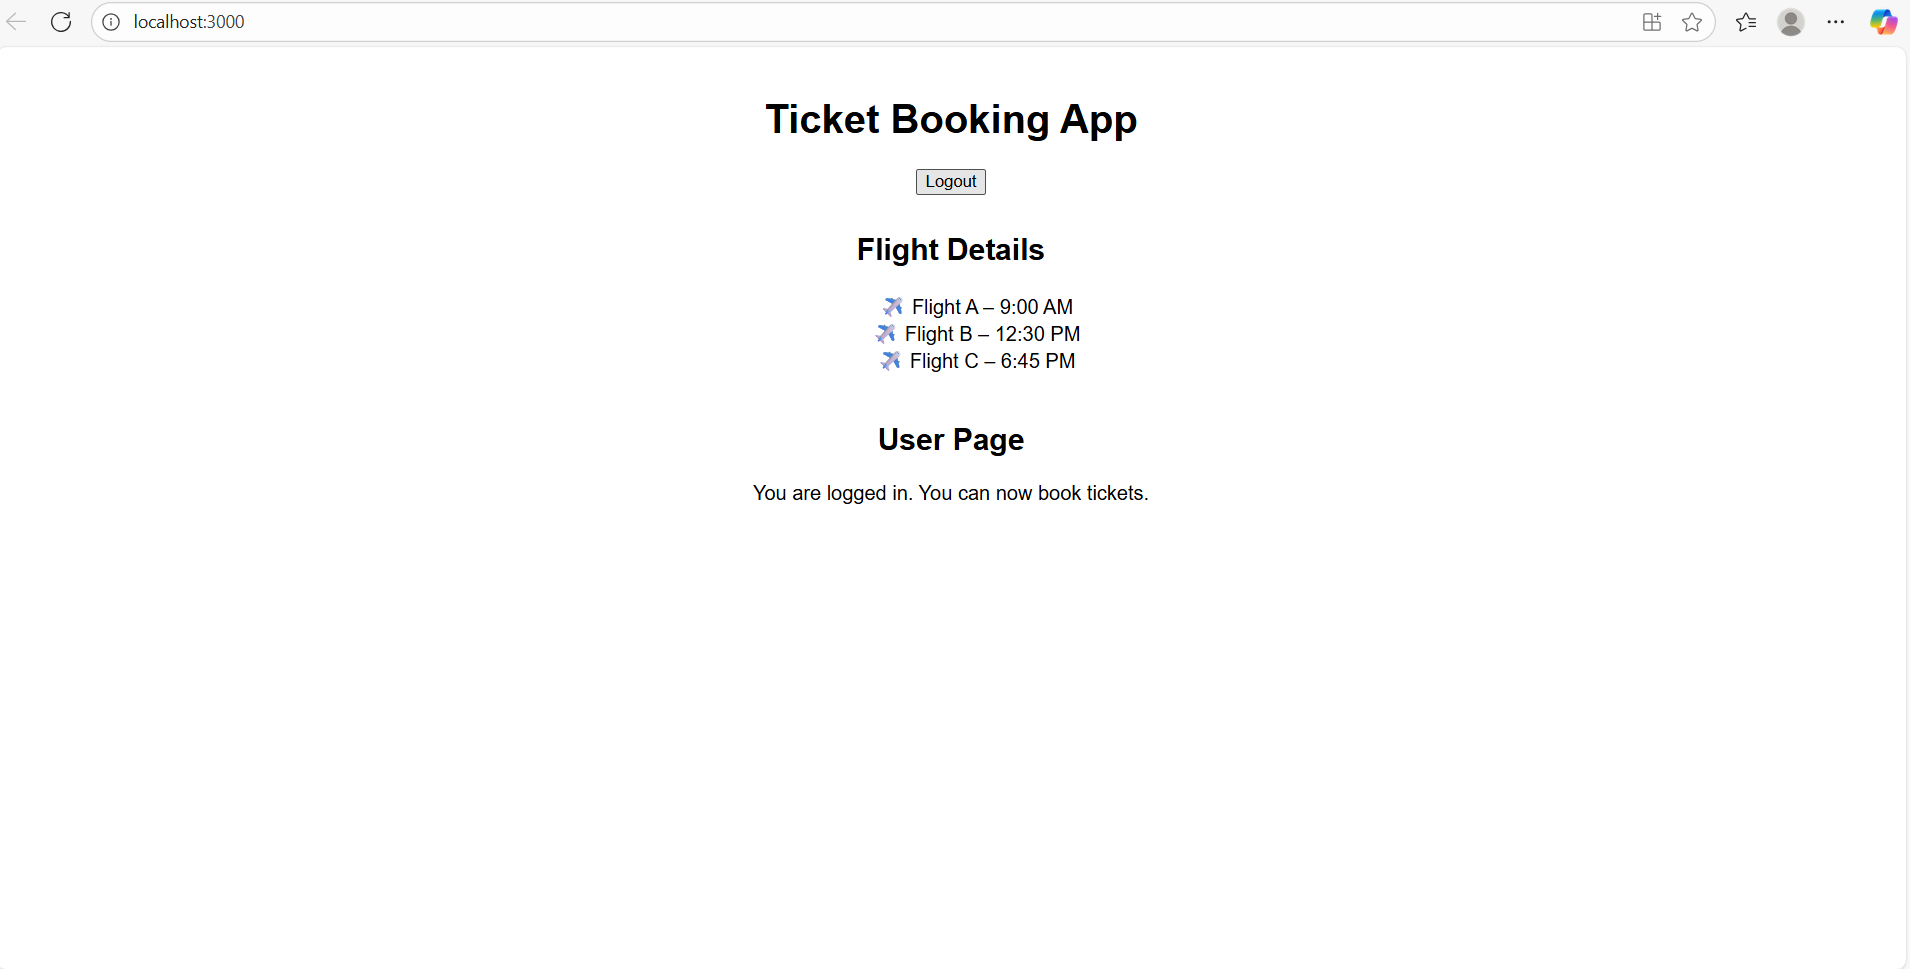 localhost:3000
Ticket Booking App
Logout
Flight Details
✈️ Flight A – 9:00 AM
✈️ Flight B – 12:30 PM
✈️ Flight C – 6:45 PM
User Page
You are logged in. You can now book tickets.